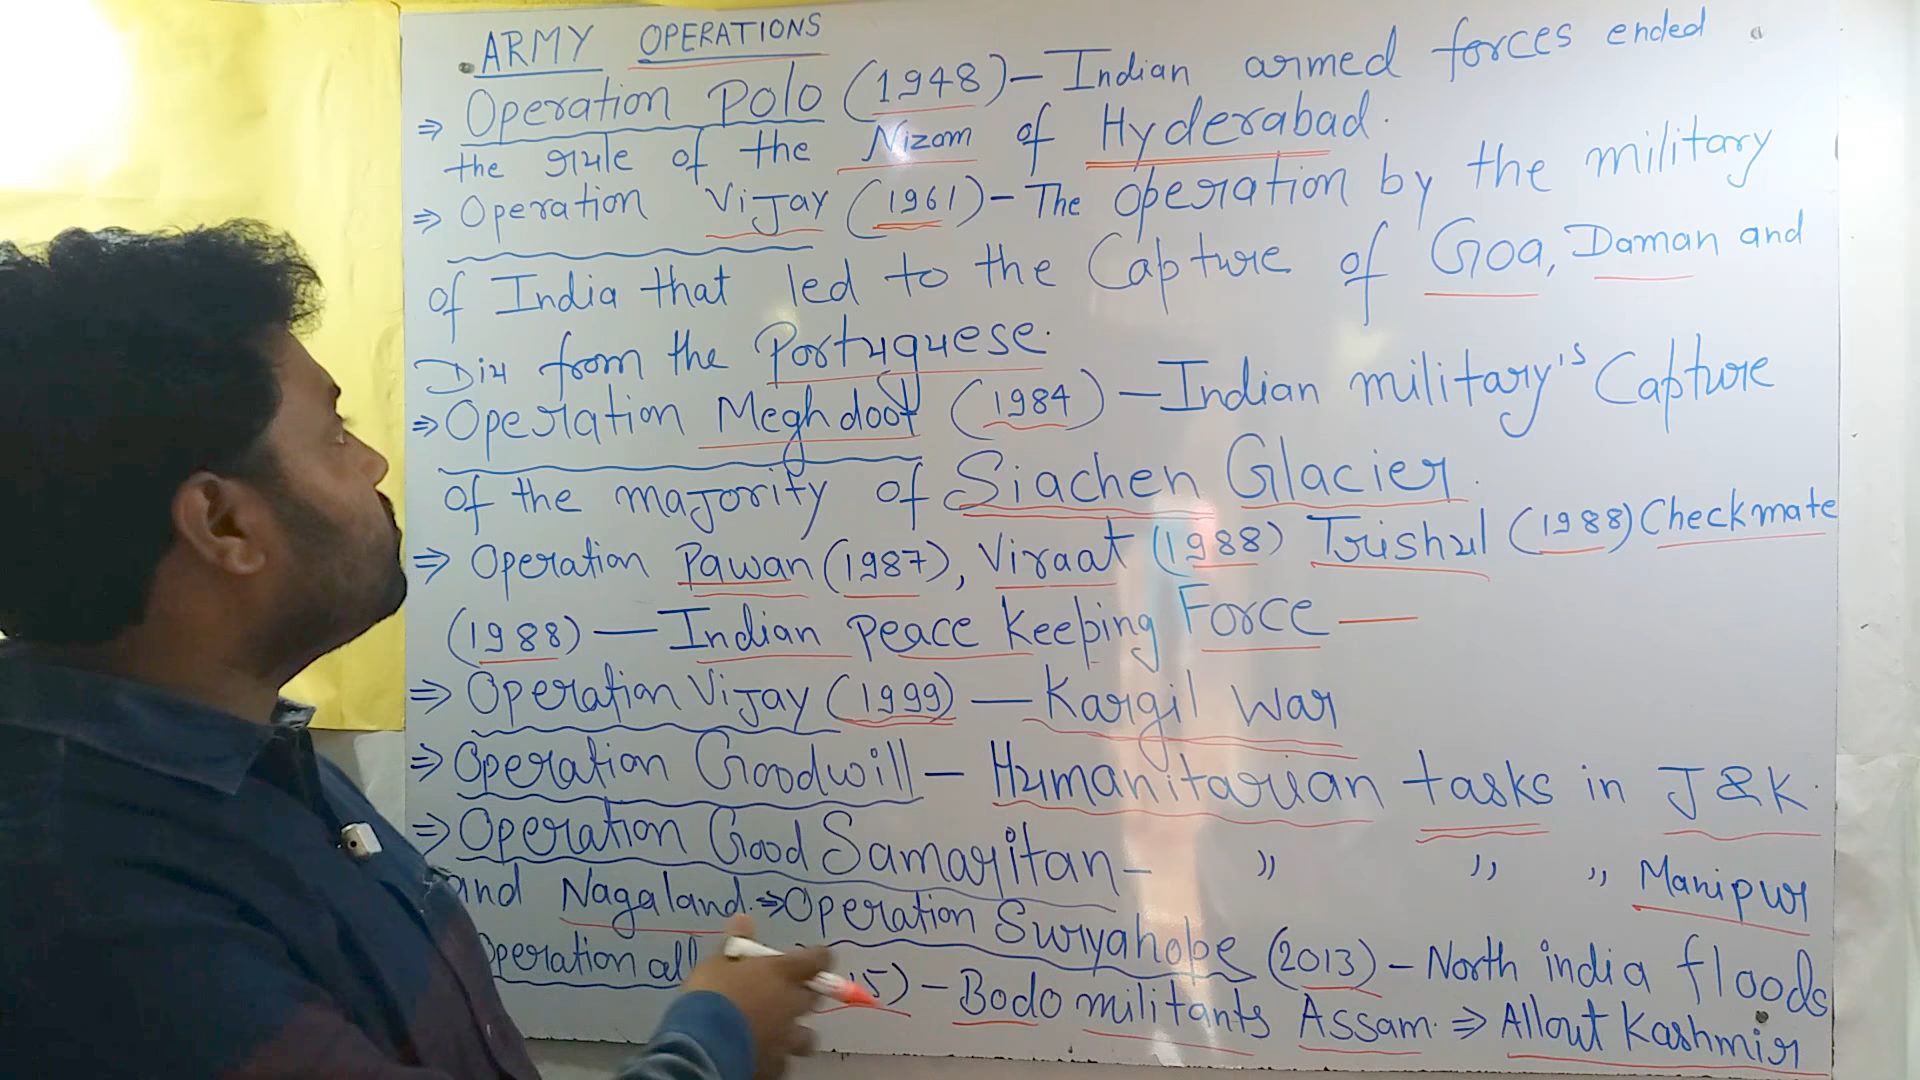 ARMY OPERATIONS
⇒ Operation Polo (1948) – Indian armed forces ended
the rule of the Nizam of Hyderabad.
⇒ Operation Vijay (1961) – The operation by the military
of India that led to the Capture of Goa, Daman and
Diu from the Portuguese.
⇒ Operation Meghdoot (1984) – Indian military's Capture
of the majority of Siachen Glacier.
⇒ Operation Pawan (1987), Viraat (1988) Trishul (1988) Checkmate
(1988) – Indian peace Keeping Force –
⇒ Operation Vijay (1999) – Kargil War
⇒ Operation Goodwill – Humanitarian tasks in J&K.
⇒ Operation Good Samaritan – " " " Manipur
and Nagaland. ⇒ Operation Suryahope (2013) – North india floods
Operation all 15) – Bodo militants Assam. ⇒ Allout Kashmir